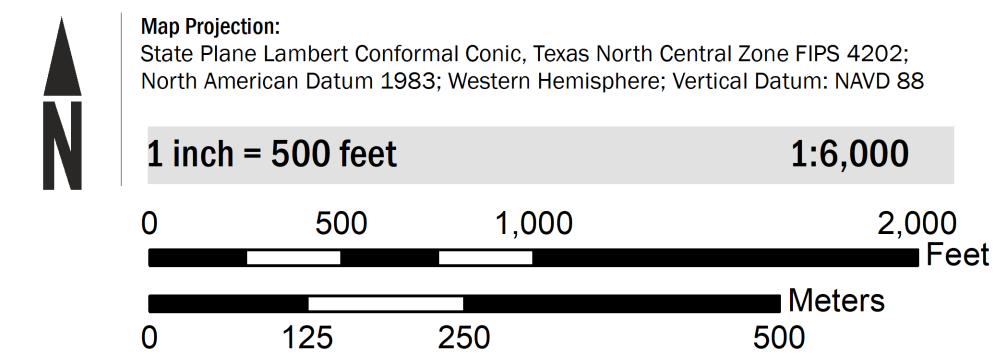 N
Map Projection:
State Plane Lambert Conformal Conic, Texas North Central Zone FIPS 4202;
North American Datum 1983; Western Hemisphere; Vertical Datum: NAVD 88
1 inch = 500 feet 1:6,000
0 500 1,000 2,000
Feet
Meters
0 125 250 500